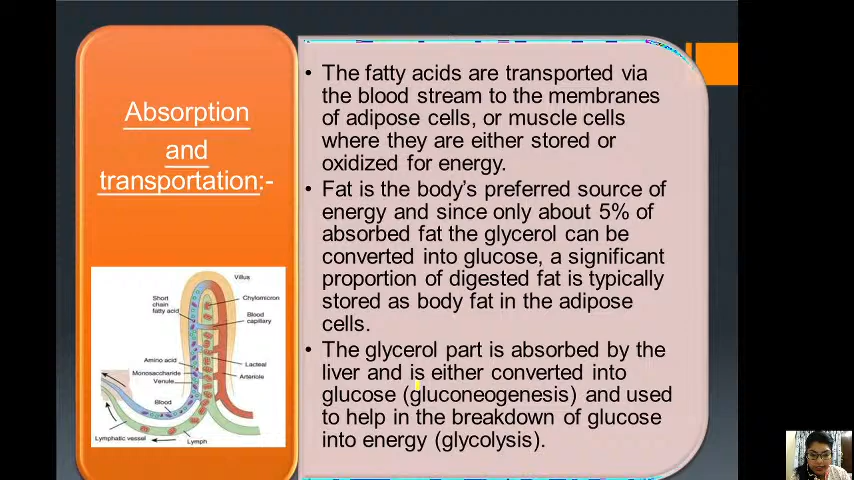 Absorption
and
transportation:-
• The fatty acids are transported via
the blood stream to the membranes
of adipose cells, or muscle cells
where they are either stored or
oxidized for energy.
• Fat is the body’s preferred source of
energy and since only about 5% of
absorbed fat the glycerol can be
converted into glucose, a significant
proportion of digested fat is typically
stored as body fat in the adipose
cells.
• The glycerol part is absorbed by the
liver and is either converted into
glucose (gluconeogenesis) and used
to help in the breakdown of glucose
into energy (glycolysis).
Villus
Short
chain
fatty acid
Chylomicron
Blood
capillary
Amino acid
Monosaccharide
Venule
Lacteal
Arteriole
Blood
Lymphatic vessel
Lymph